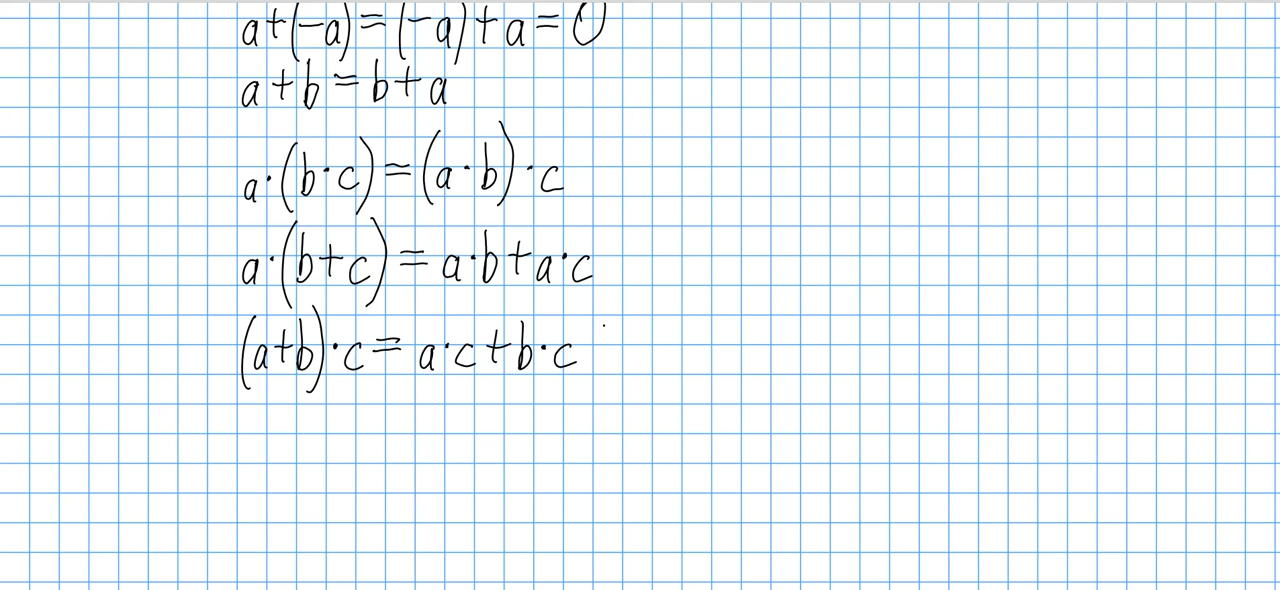 a+(-a)=(-a)+a=0
a+b=b+a
a·(b·c)=(a·b)·c
a·(b+c)=a·b+a·c
(a+b)·c=a·c+b·c